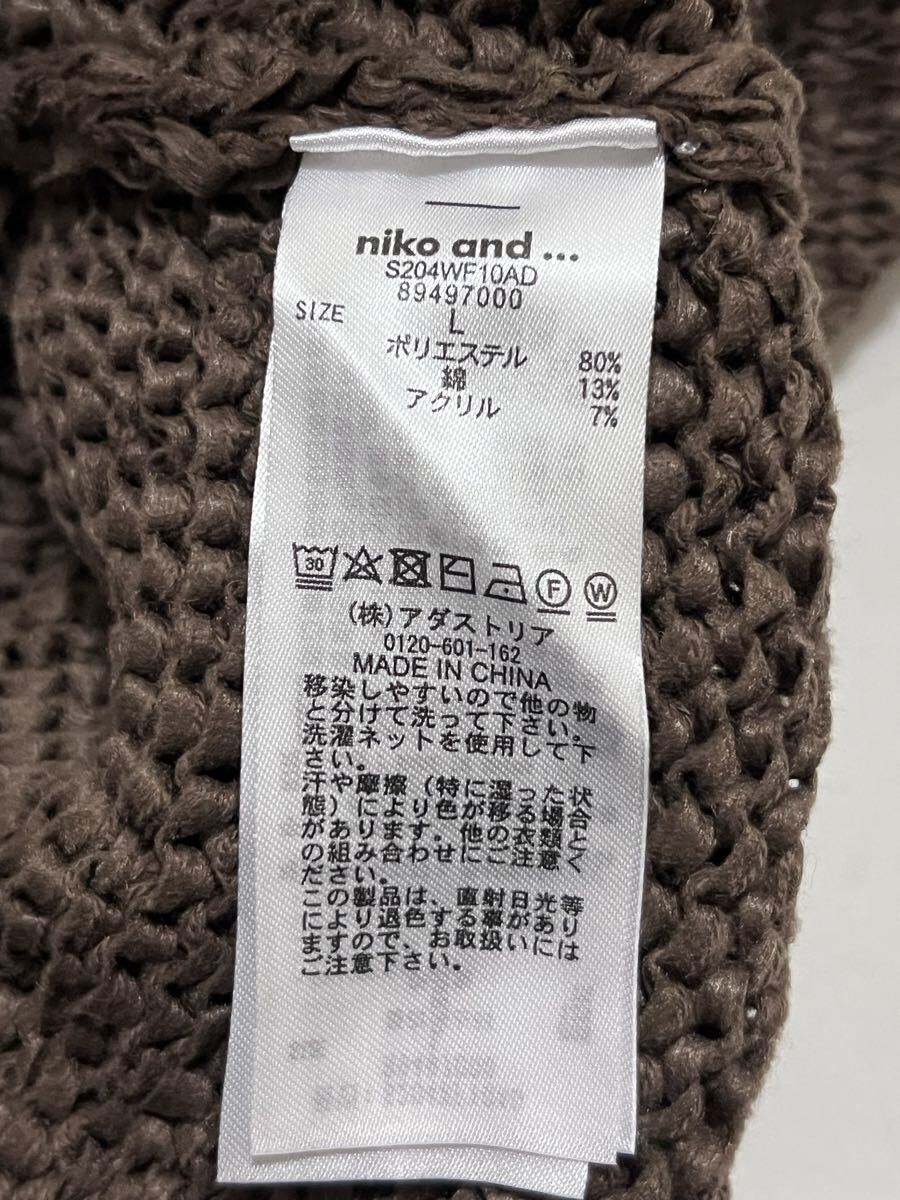 niko and ...
S204WF10AD
89497000
SIZE L
ポリエステル 80%
綿 13%
アクリル 7%
30 F W
(株)アダストリア
0120-601-162
MADE IN CHINA
移染しやすいので他の物
と分けて洗って下さい。
洗濯ネットを使用して下
さい。
汗や摩擦（特に湿った状
態）により色が移る場合
があります。他の衣類と
の組み合わせにご注意く
ださい。
この製品は、直射日光等
により退色する事があり
ますので、お取扱いには
ご注意下さい。